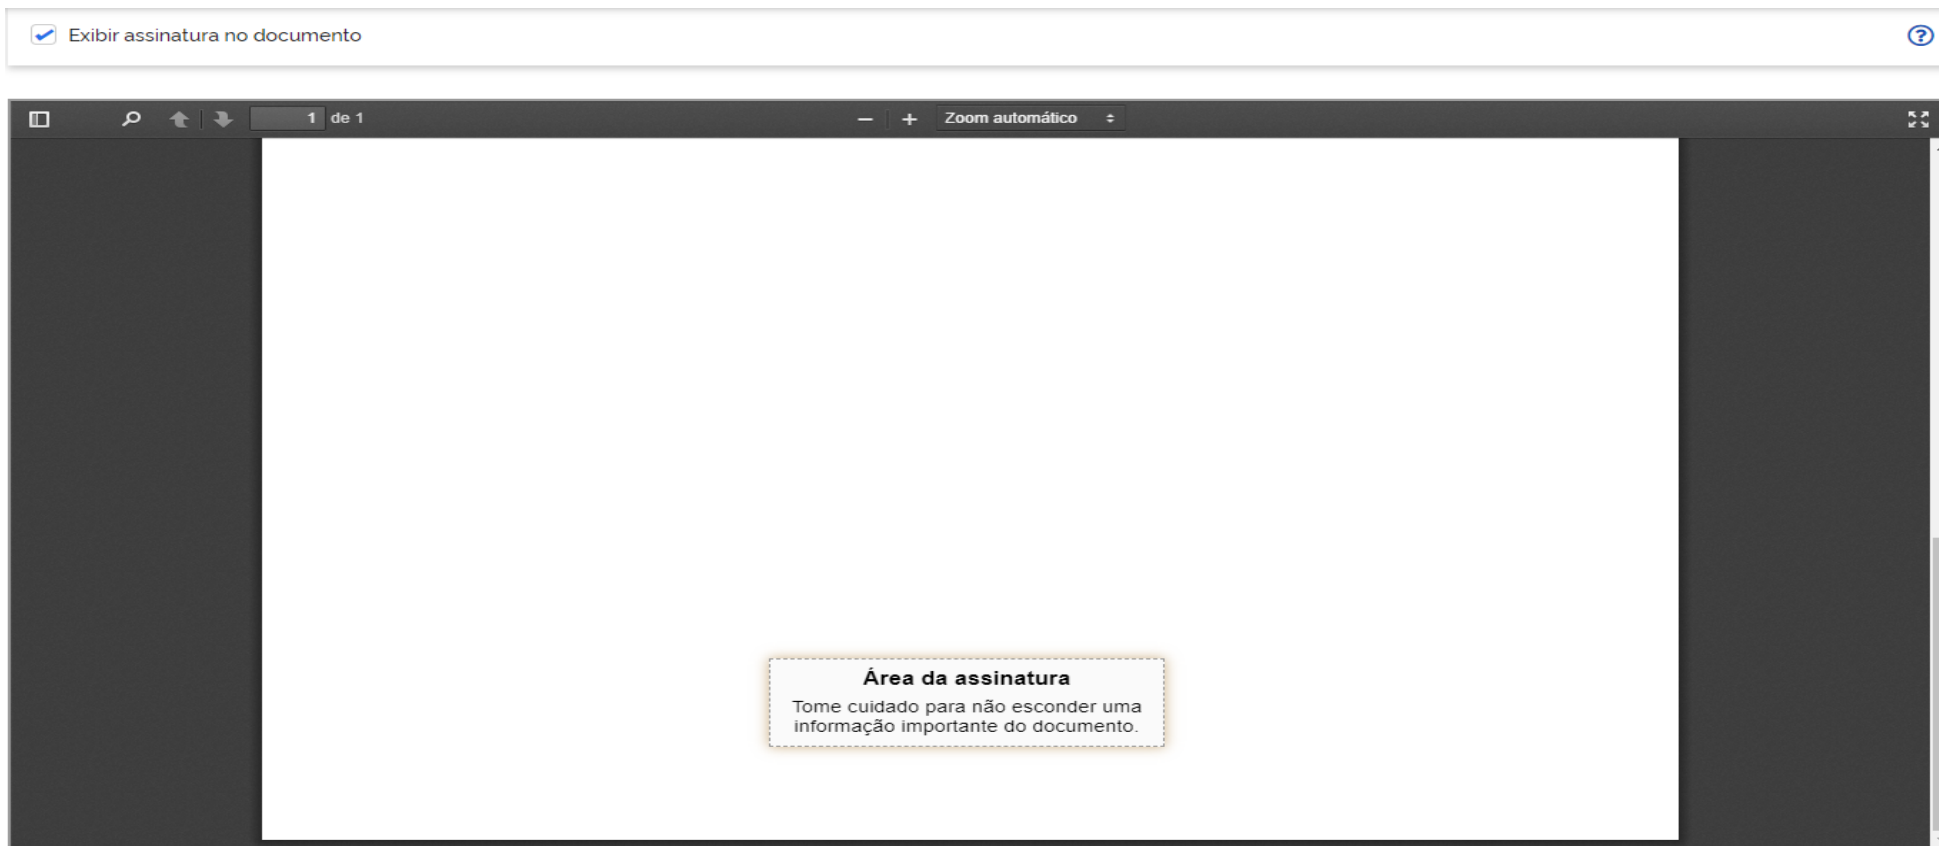 Exibir assinatura no documento
1 de 1
Zoom automático
Área da assinatura
Tome cuidado para não esconder uma
informação importante do documento.